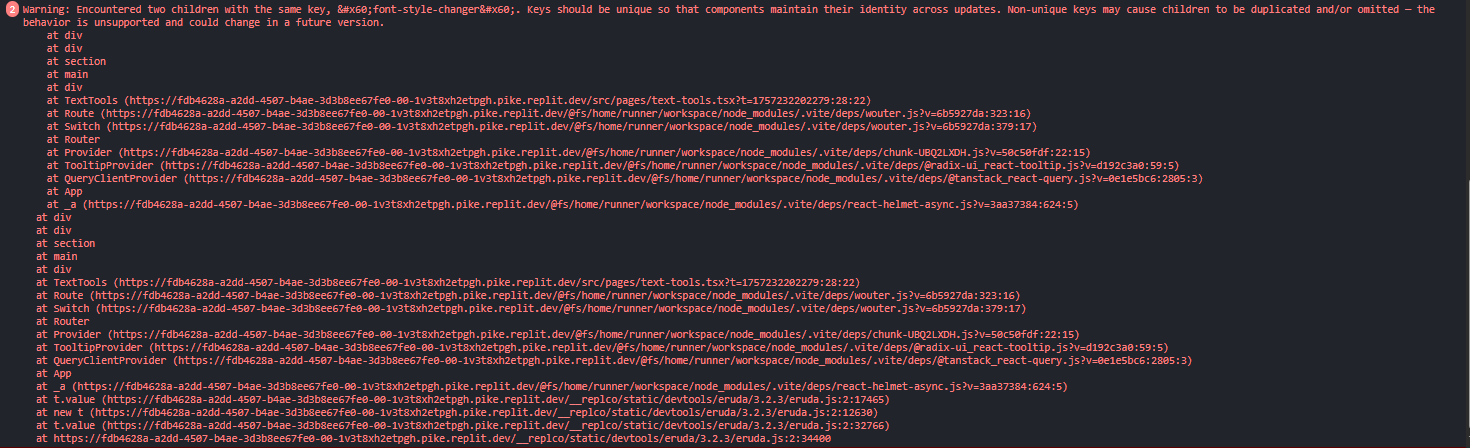 2 Warning: Encountered two children with the same key, &#x60;font-style-changer&#x60;. Keys should be unique so that components maintain their identity across updates. Non-unique keys may cause children to be duplicated and/or omitted — the
behavior is unsupported and could change in a future version.
at div
at div
at section
at main
at div
at TextTools (https://fdb4628a-a2dd-4507-b4ae-3d3b8ee67fe0-00-1v3t8xh2etpgh.pike.replit.dev/src/pages/text-tools.tsx?t=1757232202279:28:22)
at Route (https://fdb4628a-a2dd-4507-b4ae-3d3b8ee67fe0-00-1v3t8xh2etpgh.pike.replit.dev/@fs/home/runner/workspace/node_modules/.vite/deps/wouter.js?v=6b5927da:323:16)
at Switch (https://fdb4628a-a2dd-4507-b4ae-3d3b8ee67fe0-00-1v3t8xh2etpgh.pike.replit.dev/@fs/home/runner/workspace/node_modules/.vite/deps/wouter.js?v=6b5927da:379:17)
at Router
at Provider (https://fdb4628a-a2dd-4507-b4ae-3d3b8ee67fe0-00-1v3t8xh2etpgh.pike.replit.dev/@fs/home/runner/workspace/node_modules/.vite/deps/chunk-UBQ2LXDH.js?v=50c50fdf:22:15)
at TooltipProvider (https://fdb4628a-a2dd-4507-b4ae-3d3b8ee67fe0-00-1v3t8xh2etpgh.pike.replit.dev/@fs/home/runner/workspace/node_modules/.vite/deps/@radix-ui_react-tooltip.js?v=d192c3a0:59:5)
at QueryClientProvider (https://fdb4628a-a2dd-4507-b4ae-3d3b8ee67fe0-00-1v3t8xh2etpgh.pike.replit.dev/@fs/home/runner/workspace/node_modules/.vite/deps/@tanstack_react-query.js?v=0e1e5bc6:2805:3)
at App
at _a (https://fdb4628a-a2dd-4507-b4ae-3d3b8ee67fe0-00-1v3t8xh2etpgh.pike.replit.dev/@fs/home/runner/workspace/node_modules/.vite/deps/react-helmet-async.js?v=3aa37384:624:5)
at div
at div
at section
at main
at div
at TextTools (https://fdb4628a-a2dd-4507-b4ae-3d3b8ee67fe0-00-1v3t8xh2etpgh.pike.replit.dev/src/pages/text-tools.tsx?t=1757232202279:28:22)
at Route (https://fdb4628a-a2dd-4507-b4ae-3d3b8ee67fe0-00-1v3t8xh2etpgh.pike.replit.dev/@fs/home/runner/workspace/node_modules/.vite/deps/wouter.js?v=6b5927da:323:16)
at Switch (https://fdb4628a-a2dd-4507-b4ae-3d3b8ee67fe0-00-1v3t8xh2etpgh.pike.replit.dev/@fs/home/runner/workspace/node_modules/.vite/deps/wouter.js?v=6b5927da:379:17)
at Router
at Provider (https://fdb4628a-a2dd-4507-b4ae-3d3b8ee67fe0-00-1v3t8xh2etpgh.pike.replit.dev/@fs/home/runner/workspace/node_modules/.vite/deps/chunk-UBQ2LXDH.js?v=50c50fdf:22:15)
at TooltipProvider (https://fdb4628a-a2dd-4507-b4ae-3d3b8ee67fe0-00-1v3t8xh2etpgh.pike.replit.dev/@fs/home/runner/workspace/node_modules/.vite/deps/@radix-ui_react-tooltip.js?v=d192c3a0:59:5)
at QueryClientProvider (https://fdb4628a-a2dd-4507-b4ae-3d3b8ee67fe0-00-1v3t8xh2etpgh.pike.replit.dev/@fs/home/runner/workspace/node_modules/.vite/deps/@tanstack_react-query.js?v=0e1e5bc6:2805:3)
at App
at _a (https://fdb4628a-a2dd-4507-b4ae-3d3b8ee67fe0-00-1v3t8xh2etpgh.pike.replit.dev/@fs/home/runner/workspace/node_modules/.vite/deps/react-helmet-async.js?v=3aa37384:624:5)
at t.value (https://fdb4628a-a2dd-4507-b4ae-3d3b8ee67fe0-00-1v3t8xh2etpgh.pike.replit.dev/__replco/static/devtools/eruda/3.2.3/eruda.js:2:17465)
at new t (https://fdb4628a-a2dd-4507-b4ae-3d3b8ee67fe0-00-1v3t8xh2etpgh.pike.replit.dev/__replco/static/devtools/eruda/3.2.3/eruda.js:2:12630)
at t.value (https://fdb4628a-a2dd-4507-b4ae-3d3b8ee67fe0-00-1v3t8xh2etpgh.pike.replit.dev/__replco/static/devtools/eruda/3.2.3/eruda.js:2:32766)
at https://fdb4628a-a2dd-4507-b4ae-3d3b8ee67fe0-00-1v3t8xh2etpgh.pike.replit.dev/__replco/static/devtools/eruda/3.2.3/eruda.js:2:34400